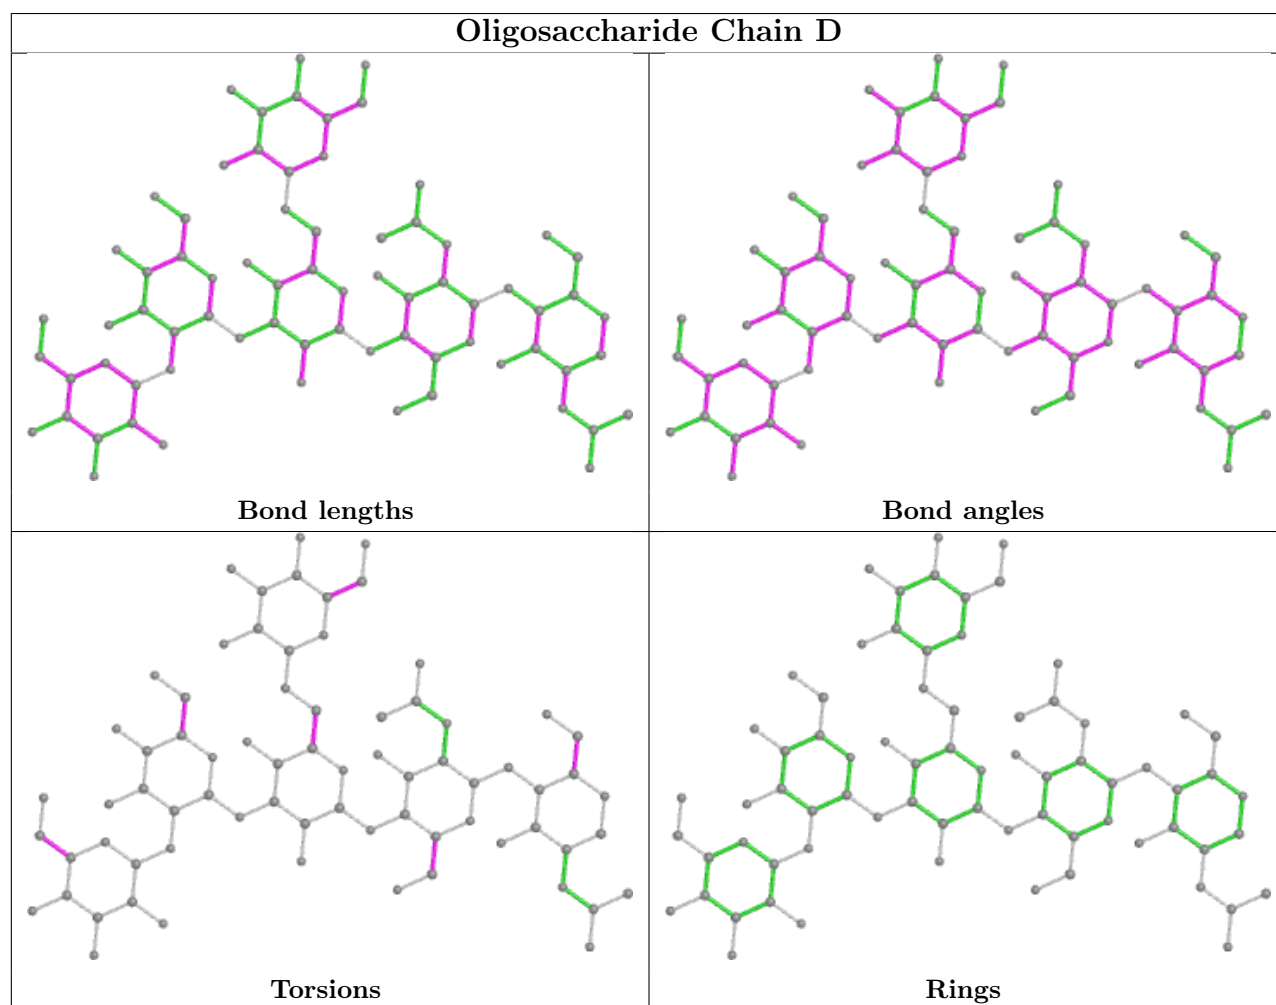 Oligosaccharide Chain D
Bond lengths
Bond angles
Torsions
Rings